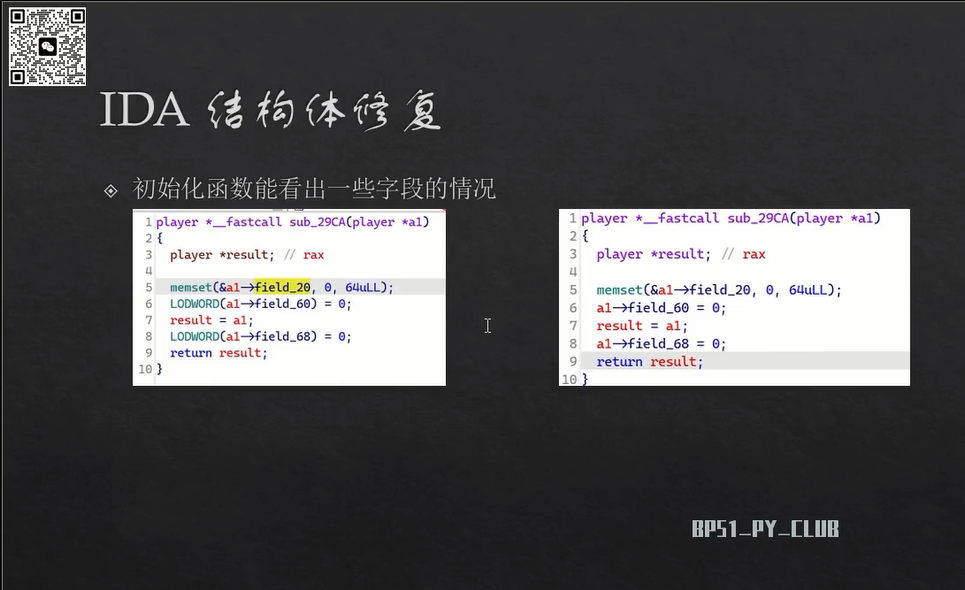 IDA 结构体修复
初始化函数能看出一些字段的情况
1 player *__fastcall sub_29CA(player *a1)
2 {
3 player *result; // rax
4
5 memset(&a1->field_20, 0, 64uLL);
6 LODWORD(a1->field_60) = 0;
7 result = a1;
8 LODWORD(a1->field_68) = 0;
9 return result;
10 }
1 player *__fastcall sub_29CA(player *a1)
2 {
3 player *result; // rax
4
5 memset(&a1->field_20, 0, 64uLL);
6 a1->field_60 = 0;
7 result = a1;
8 a1->field_68 = 0;
9 return result;
10 }
BP51_PY_CLUB